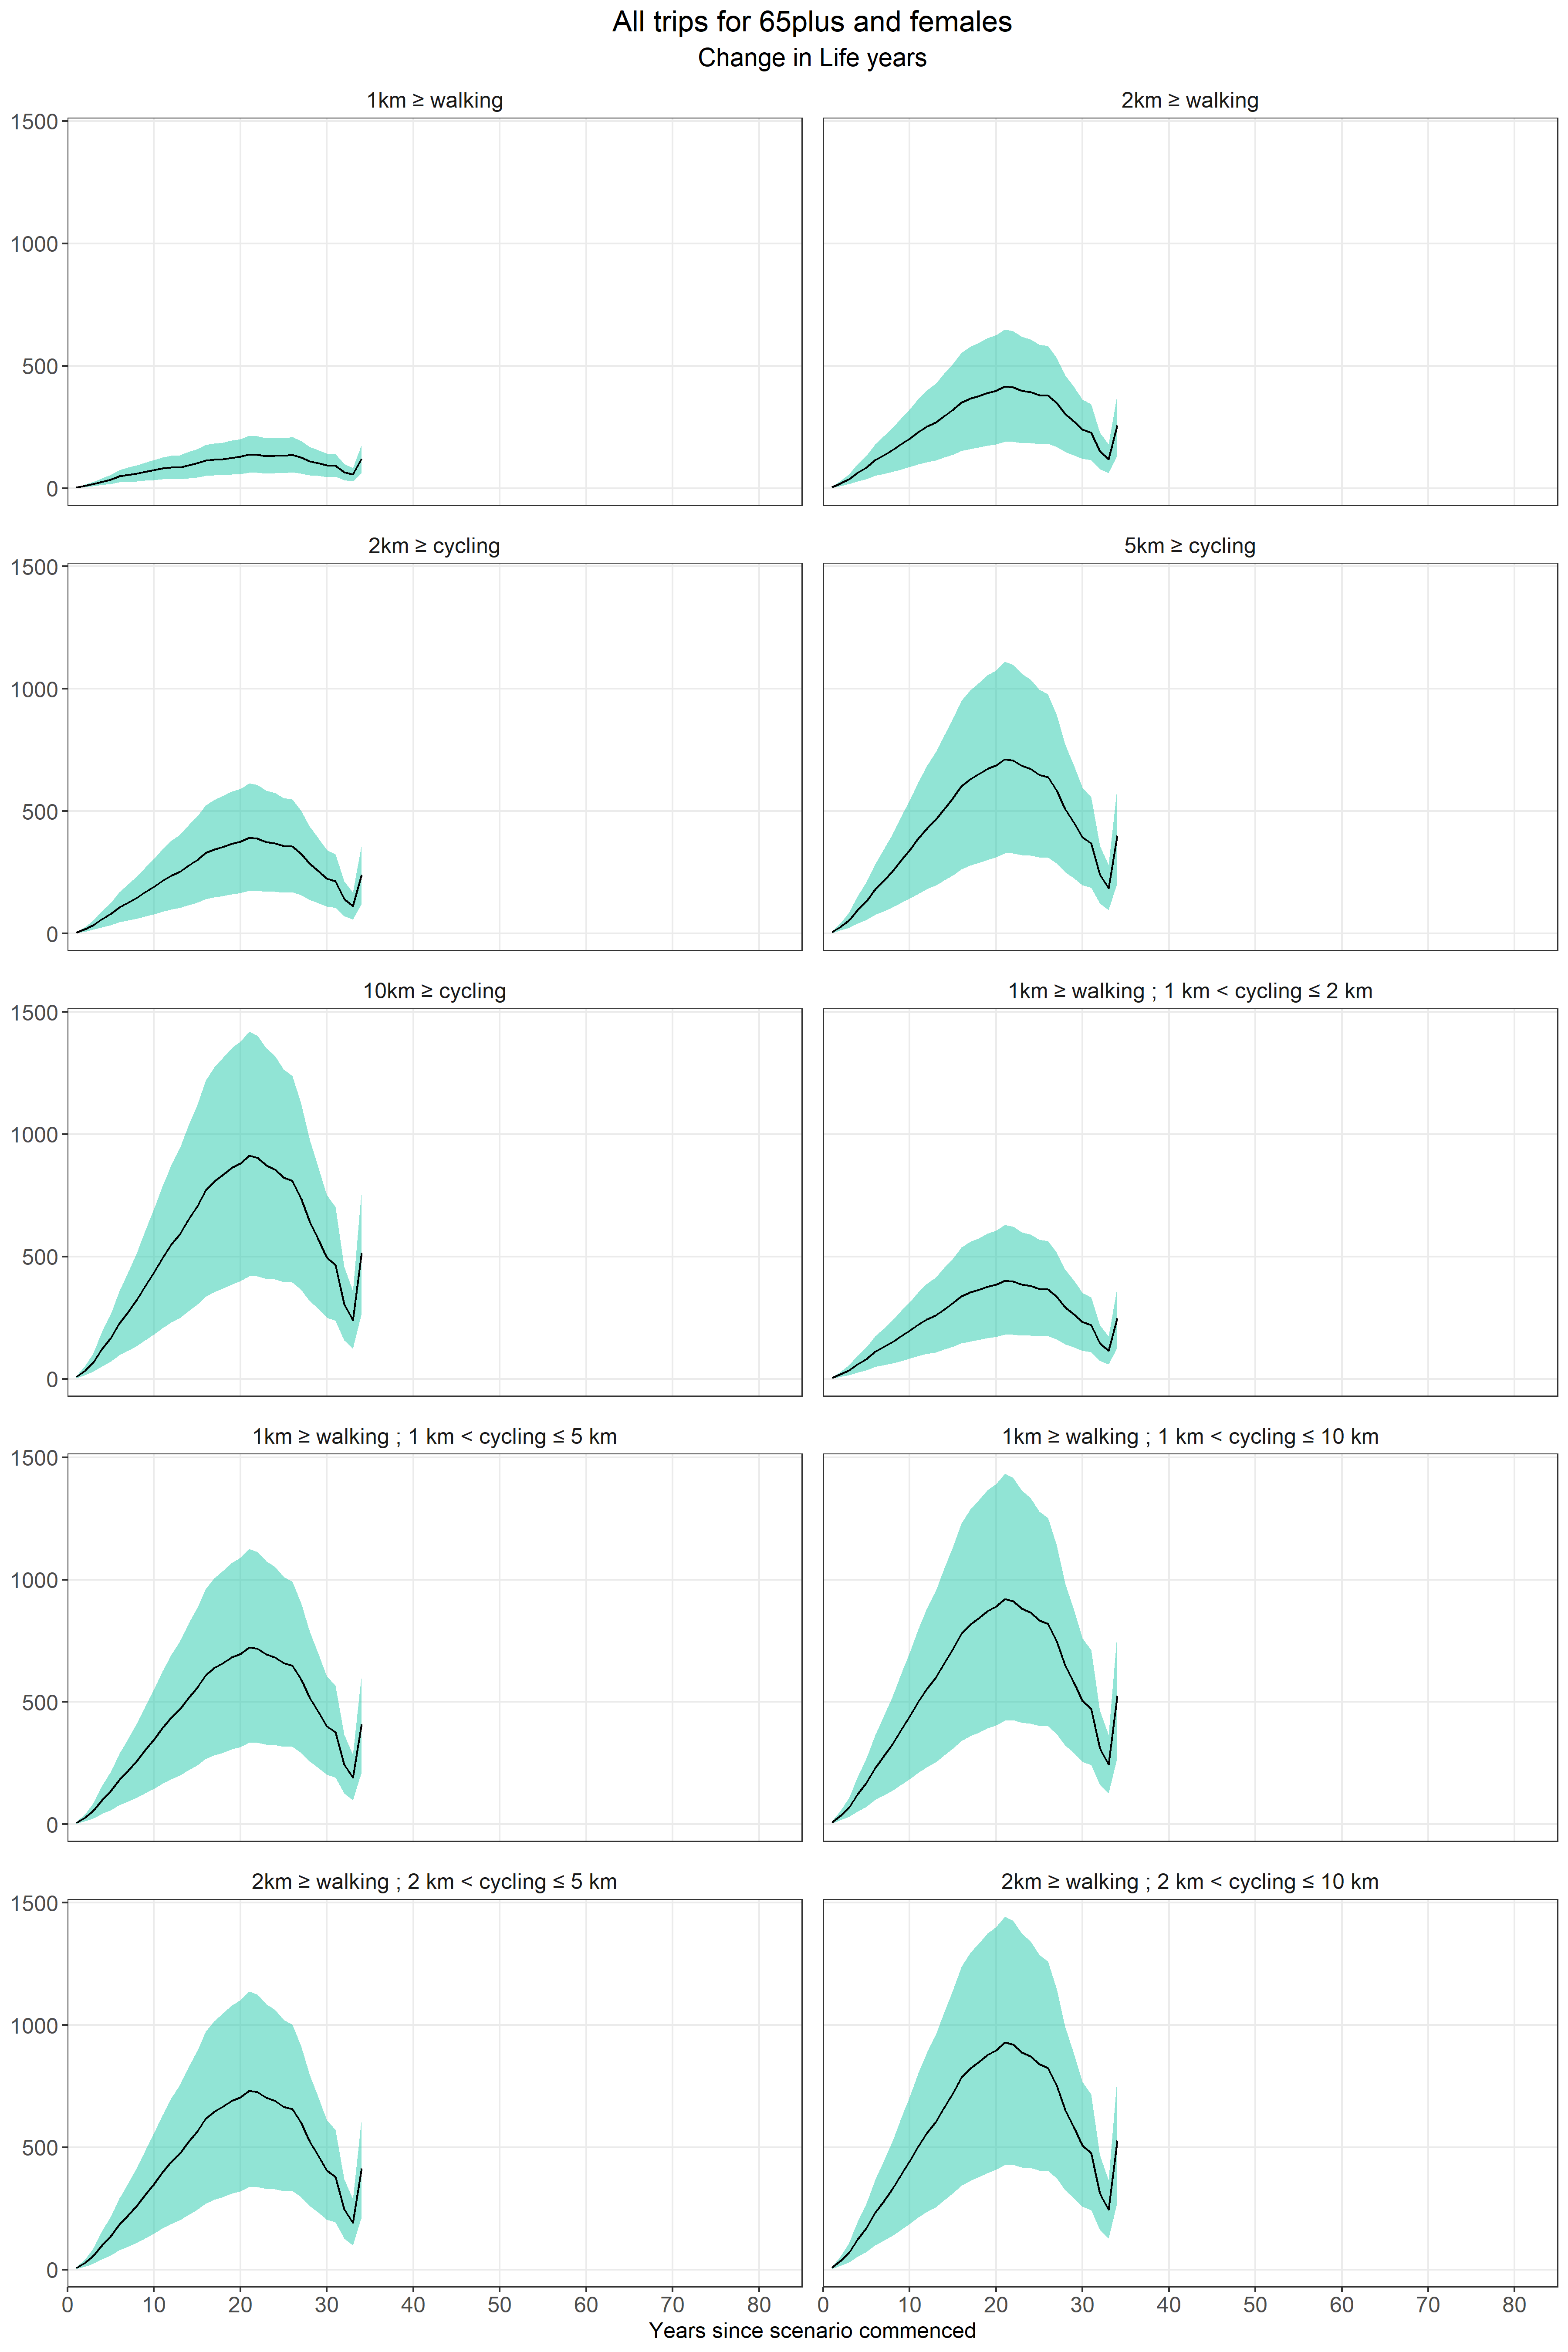 All trips for 65plus and females
Change in Life years
1km ≥ walking
2km ≥ walking
1500
1000
500
0
2km ≥ cycling
5km ≥ cycling
1500
1000
500
0
10km ≥ cycling
1km ≥ walking ; 1 km < cycling ≤ 2 km
1500
1000
500
0
1km ≥ walking ; 1 km < cycling ≤ 5 km
1km ≥ walking ; 1 km < cycling ≤ 10 km
1500
1000
500
0
2km ≥ walking ; 2 km < cycling ≤ 5 km
2km ≥ walking ; 2 km < cycling ≤ 10 km
1500
1000
500
0
0 10 20 30 40 50 60 70 80
0 10 20 30 40 50 60 70 80
Years since scenario commenced